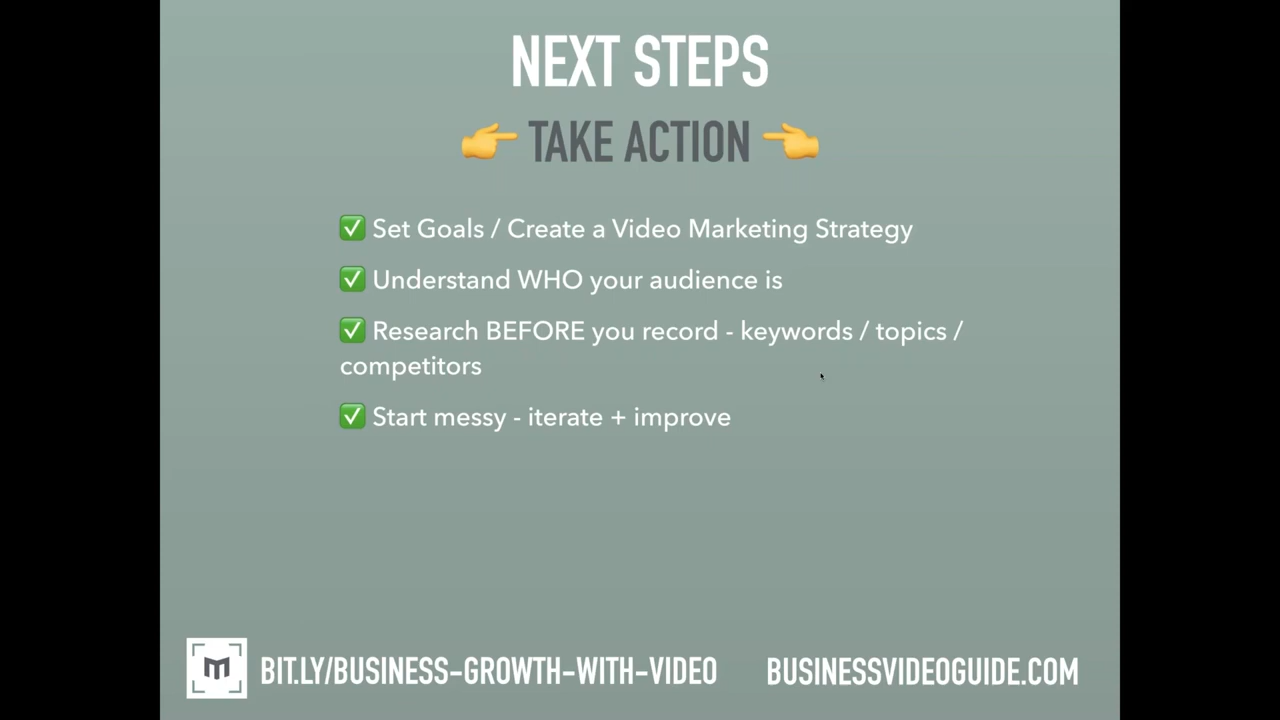 NEXT STEPS
👉 TAKE ACTION 👈
✅ Set Goals / Create a Video Marketing Strategy
✅ Understand WHO your audience is
✅ Research BEFORE you record - keywords / topics /
competitors
✅ Start messy - iterate + improve
m BIT.LY/BUSINESS-GROWTH-WITH-VIDEO BUSINESSVIDEOGUIDE.COM